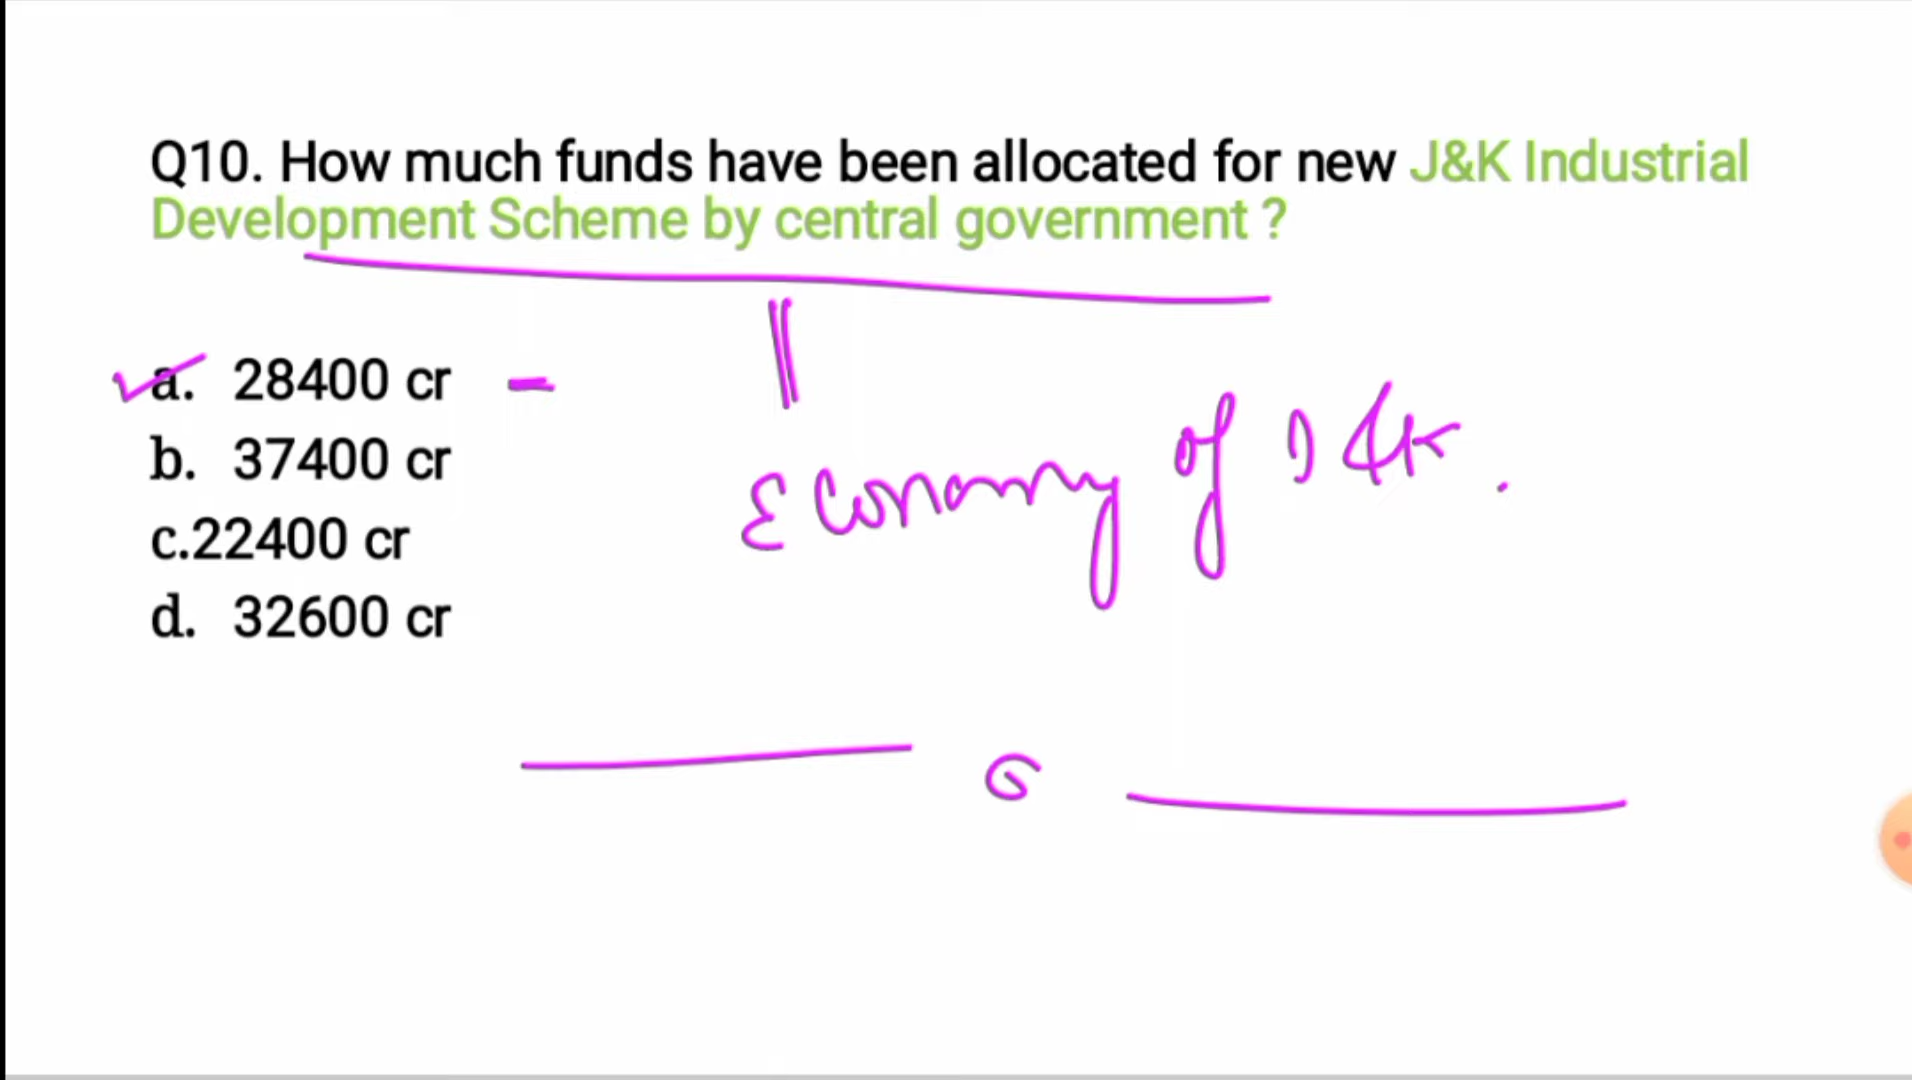 Q10. How much funds have been allocated for new J&K Industrial
Development Scheme by central government ?
a. 28400 cr
b. 37400 cr
c.22400 cr
d. 32600 cr
Economy of J&K.